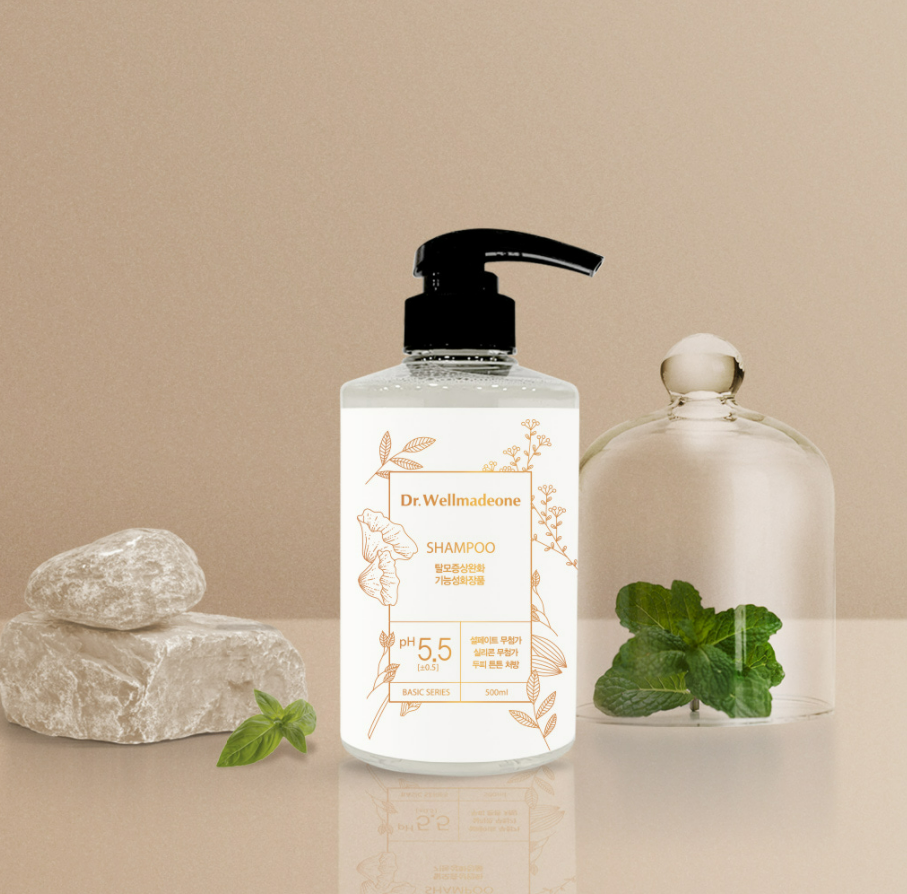 Dr.Wellmadeone
SHAMPOO
탈모증상완화
기능성화장품
pH 5.5
(±0.5)
설페이트 무첨가
실리콘 무첨가
두피 튼튼 처방
BASIC SERIES
500ml